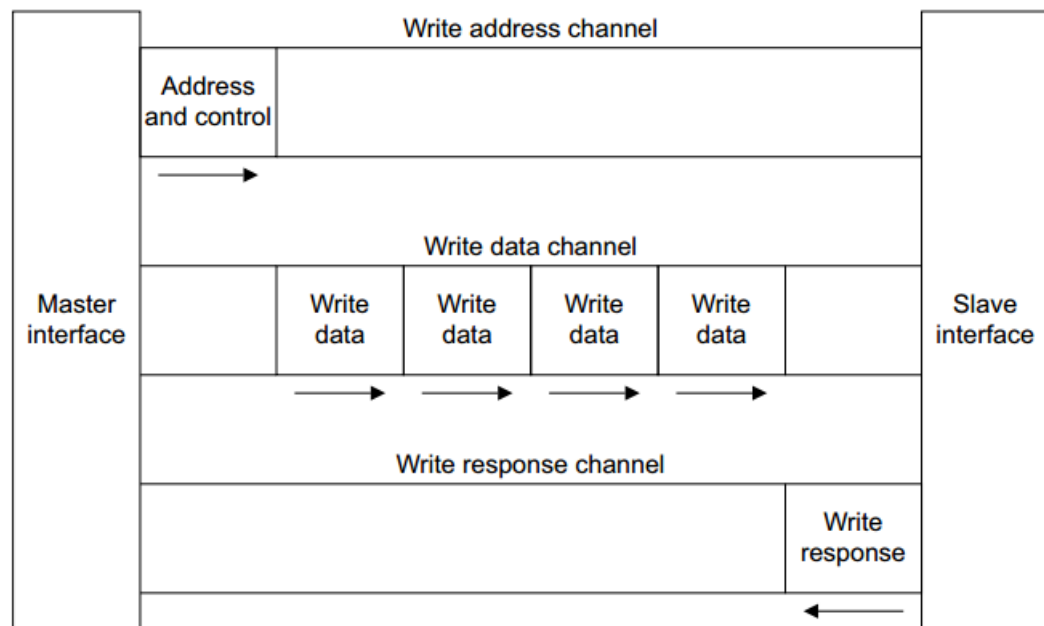 Write address channel
Address
and control
Write data channel
Master
interface
Write
data
Write
data
Write
data
Write
data
Slave
interface
Write response channel
Write
response